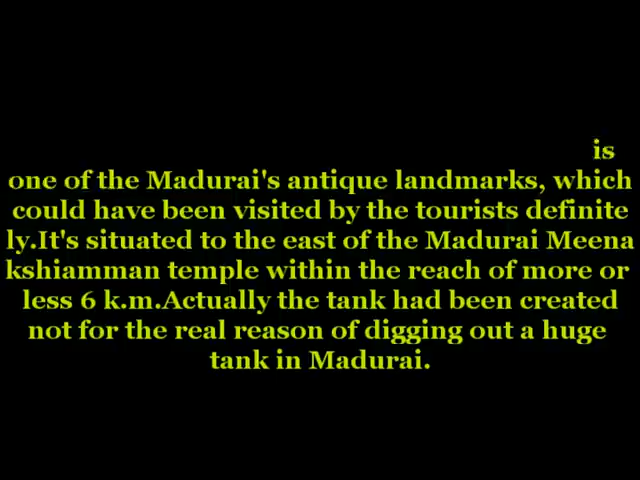 is
one of the Madurai's antique landmarks, which
could have been visited by the tourists definite
ly.It's situated to the east of the Madurai Meena
kshiamman temple within the reach of more or
less 6 k.m.Actually the tank had been created
not for the real reason of digging out a huge
tank in Madurai.